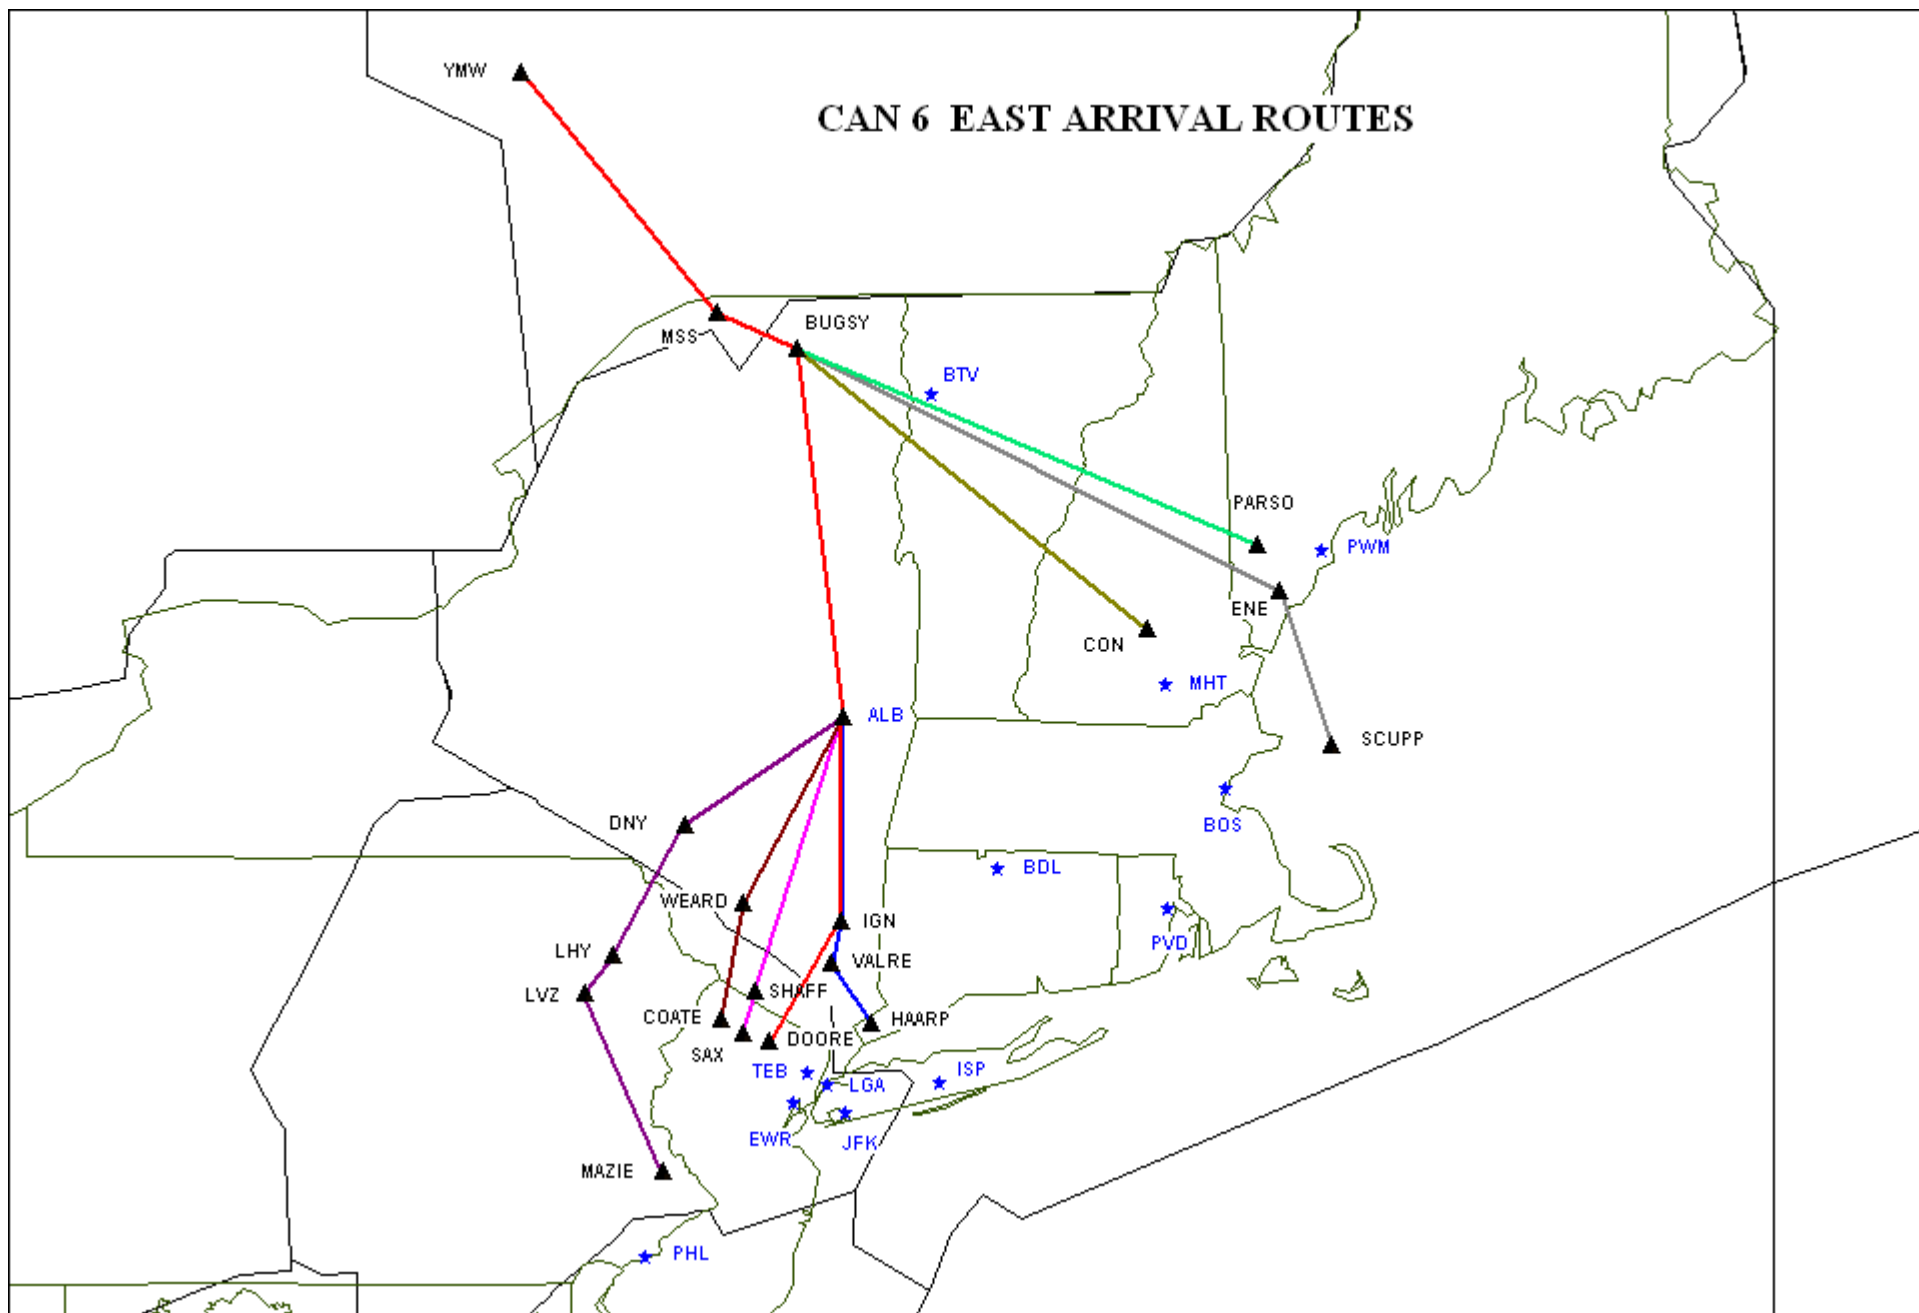 YMW
CAN 6 EAST ARRIVAL ROUTES
BUGSY
MSS
BTV
PARSO
PWM
ENE
CON
MHT
ALB
SCUPP
DNY
BOS
BDL
WEARD
IGN
PVD
LHY
VALRE
LVZ
SHAFF
COATE
HAARP
DOORE
SAX
TEB
ISP
LGA
EWR
JFK
MAZIE
PHL